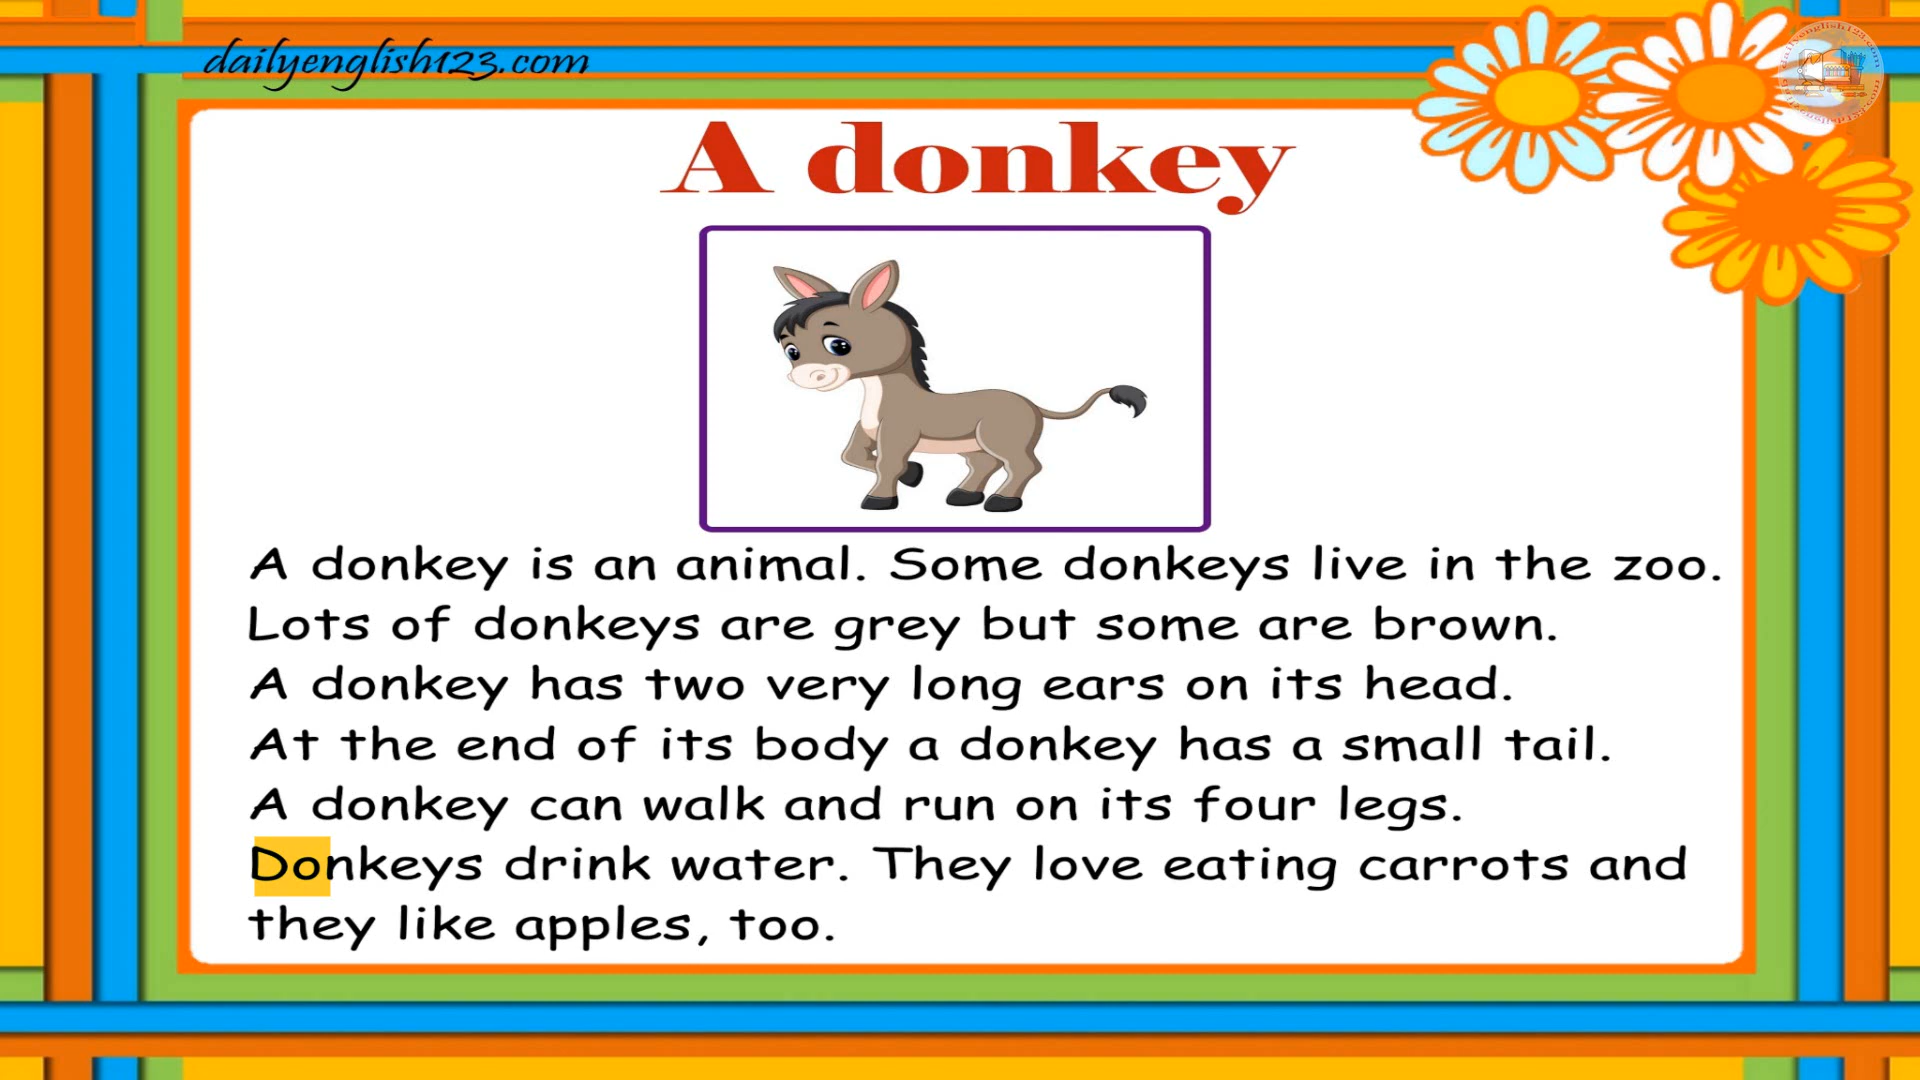 dailyenglish123.com
A donkey
A donkey is an animal. Some donkeys live in the zoo.
Lots of donkeys are grey but some are brown.
A donkey has two very long ears on its head.
At the end of its body a donkey has a small tail.
A donkey can walk and run on its four legs.
Donkeys drink water. They love eating carrots and
they like apples, too.